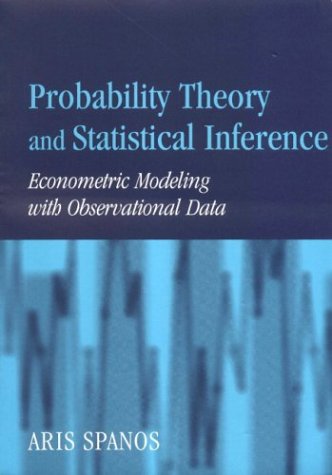 Probability Theory
and Statistical Inference
Econometric Modeling
with Observational Data
ARIS SPANOS